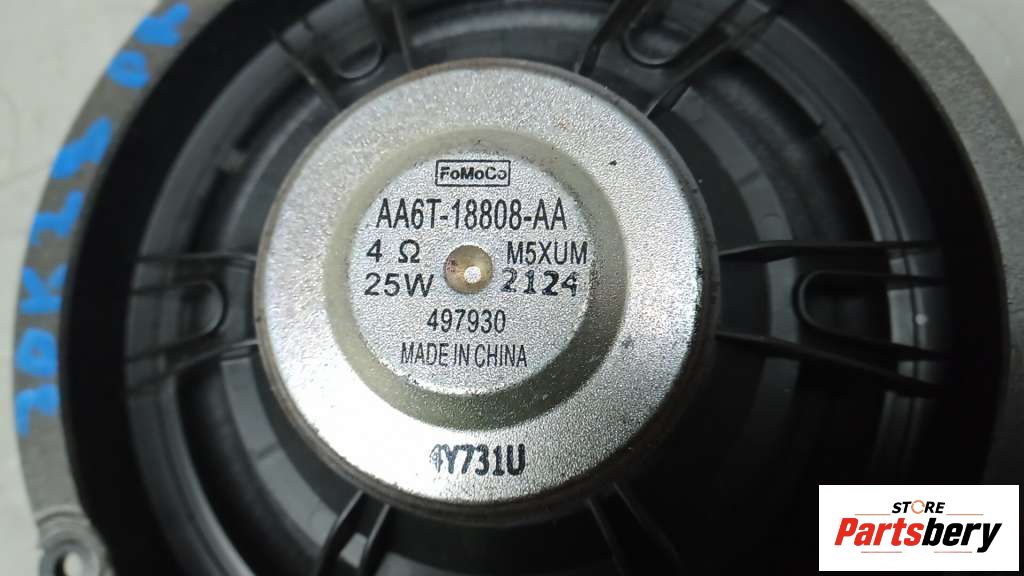 FoMoCo
AA6T-18808-AA
4 Ω M5XUM
25W 2124
497930
MADE IN CHINA
4Y731U
STORE
Partsbery